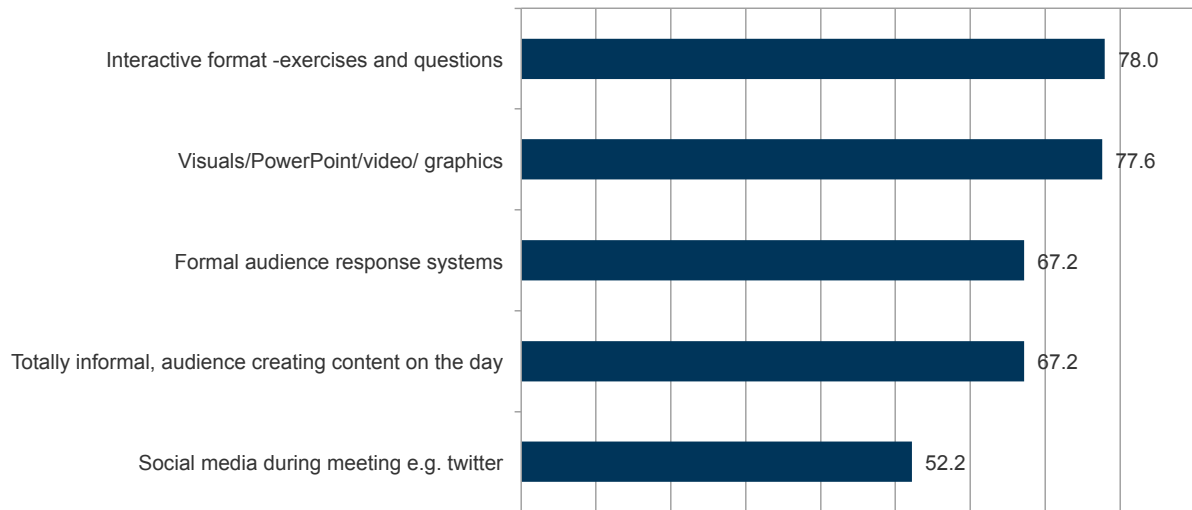 Interactive format -exercises and questions 78.0
Visuals/PowerPoint/video/ graphics 77.6
Formal audience response systems 67.2
Totally informal, audience creating content on the day 67.2
Social media during meeting e.g. twitter 52.2